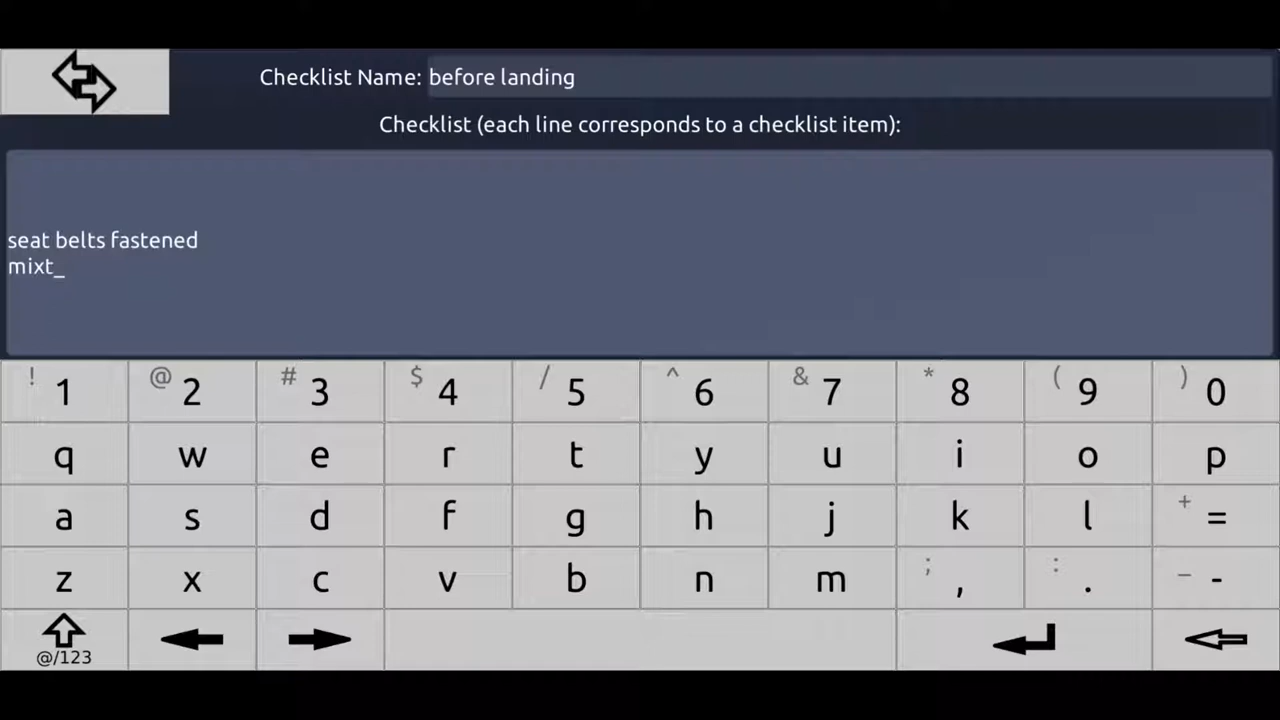 Checklist Name: before landing
Checklist (each line corresponds to a checklist item):
seat belts fastened
mixt_
! 1 @ 2 # 3 $ 4 / 5 ^ 6 & 7 * 8 ( 9 ) 0
q w e r t y u i o p
a s d f g h j k l + =
z x c v b n m ; , : . _ -
@/123